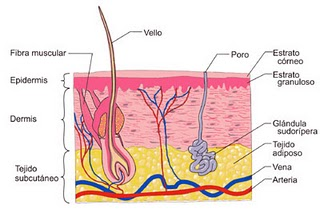 Vello
Fibra muscular
Poro
Estrato
córneo
Estrato
granuloso
Epidermis
Dermis
Glándula
sudorípera
Tejido
adiposo
Tejido
subcutáneo
Vena
Arteria